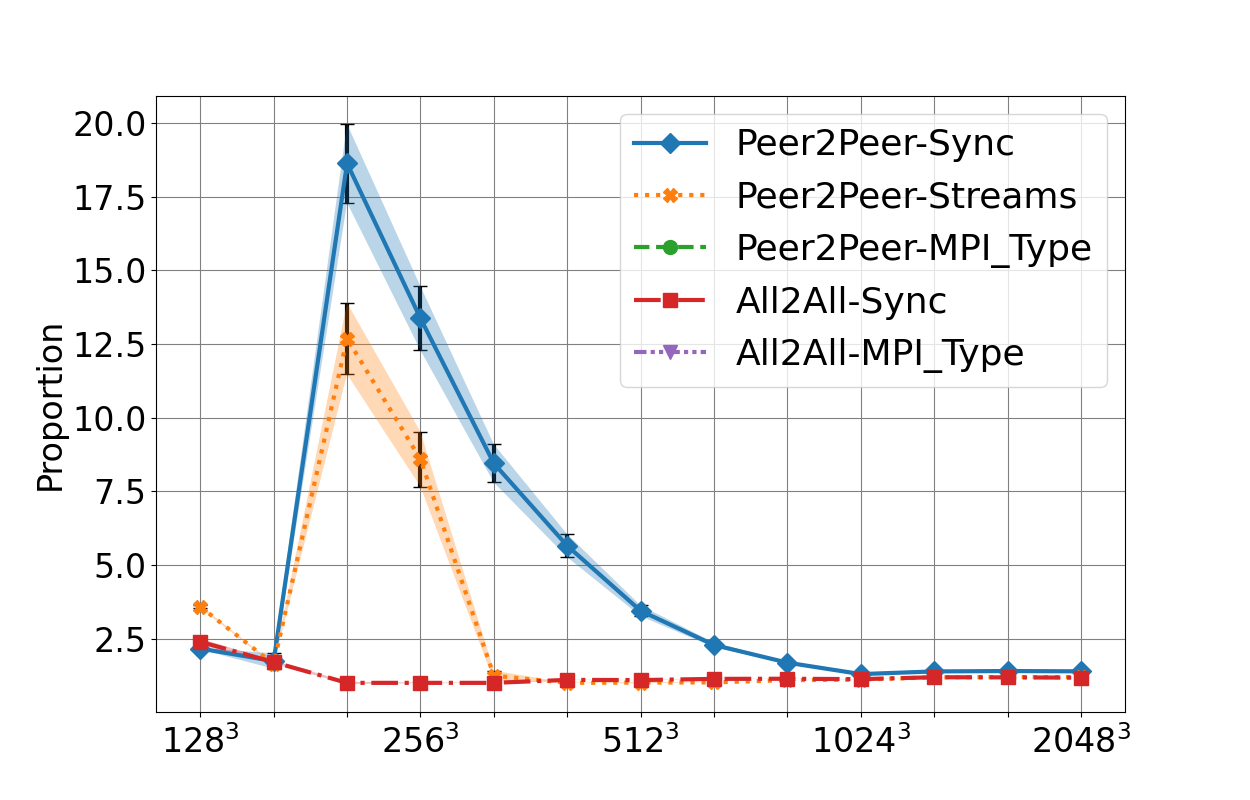 Proportion
20.0
17.5
15.0
12.5
10.0
7.5
5.0
2.5
128³
256³
512³
1024³
2048³
Peer2Peer-Sync
Peer2Peer-Streams
Peer2Peer-MPI_Type
All2All-Sync
All2All-MPI_Type